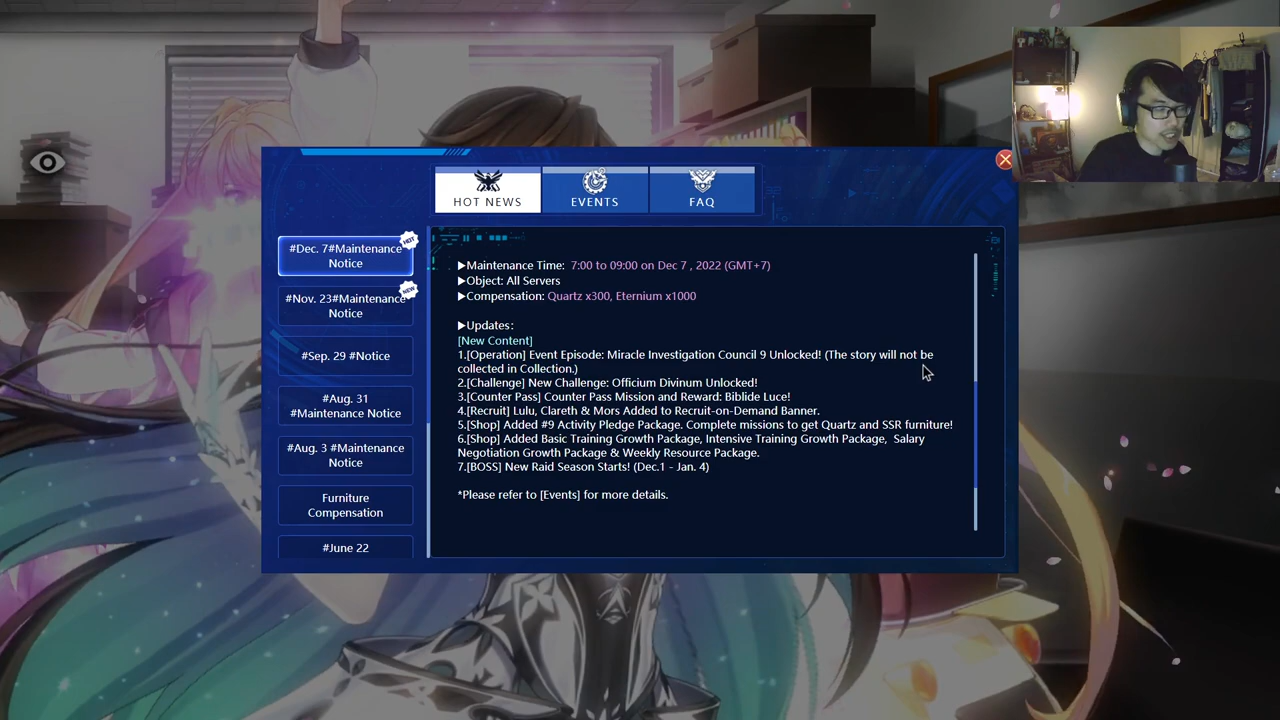 HOT NEWS
EVENTS
FAQ
#Dec. 7#Maintenance
Notice
HOT
#Nov. 23#Maintenance
Notice
NEW
#Sep. 29 #Notice
#Aug. 31
#Maintenance Notice
#Aug. 3 #Maintenance
Notice
Furniture
Compensation
#June 22
▶Maintenance Time: 7:00 to 09:00 on Dec 7 , 2022 (GMT+7)
▶Object: All Servers
▶Compensation: Quartz x300, Eternium x1000
▶Updates:
[New Content]
1.[Operation] Event Episode: Miracle Investigation Council 9 Unlocked! (The story will not be
collected in Collection.)
2.[Challenge] New Challenge: Officium Divinum Unlocked!
3.[Counter Pass] Counter Pass Mission and Reward: Biblide Luce!
4.[Recruit] Lulu, Clareth & Mors Added to Recruit-on-Demand Banner.
5.[Shop] Added #9 Activity Pledge Package. Complete missions to get Quartz and SSR furniture!
6.[Shop] Added Basic Training Growth Package, Intensive Training Growth Package, Salary
Negotiation Growth Package & Weekly Resource Package.
7.[BOSS] New Raid Season Starts! (Dec.1 - Jan. 4)
*Please refer to [Events] for more details.